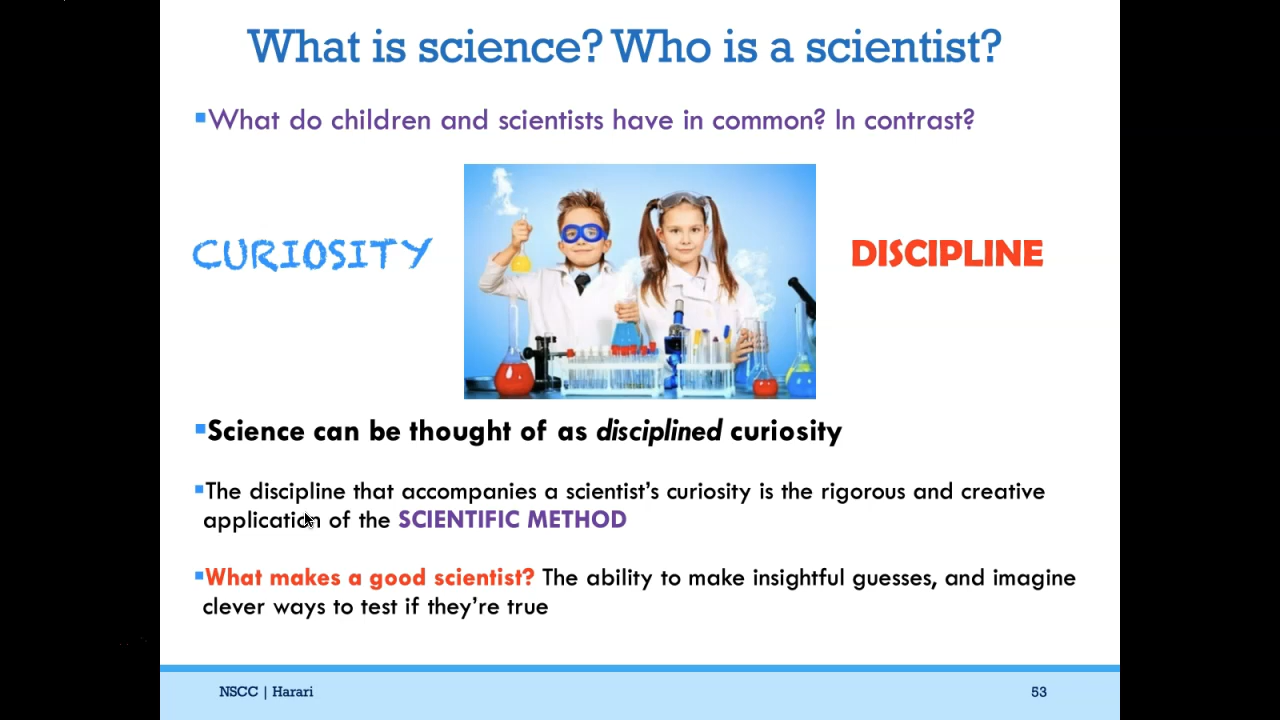 What is science? Who is a scientist?
▪What do children and scientists have in common? In contrast?
CURIOSITY
DISCIPLINE
▪Science can be thought of as disciplined curiosity
▪The discipline that accompanies a scientist's curiosity is the rigorous and creative
application of the SCIENTIFIC METHOD
▪What makes a good scientist? The ability to make insightful guesses, and imagine
clever ways to test if they're true
NSCC | Harari
53